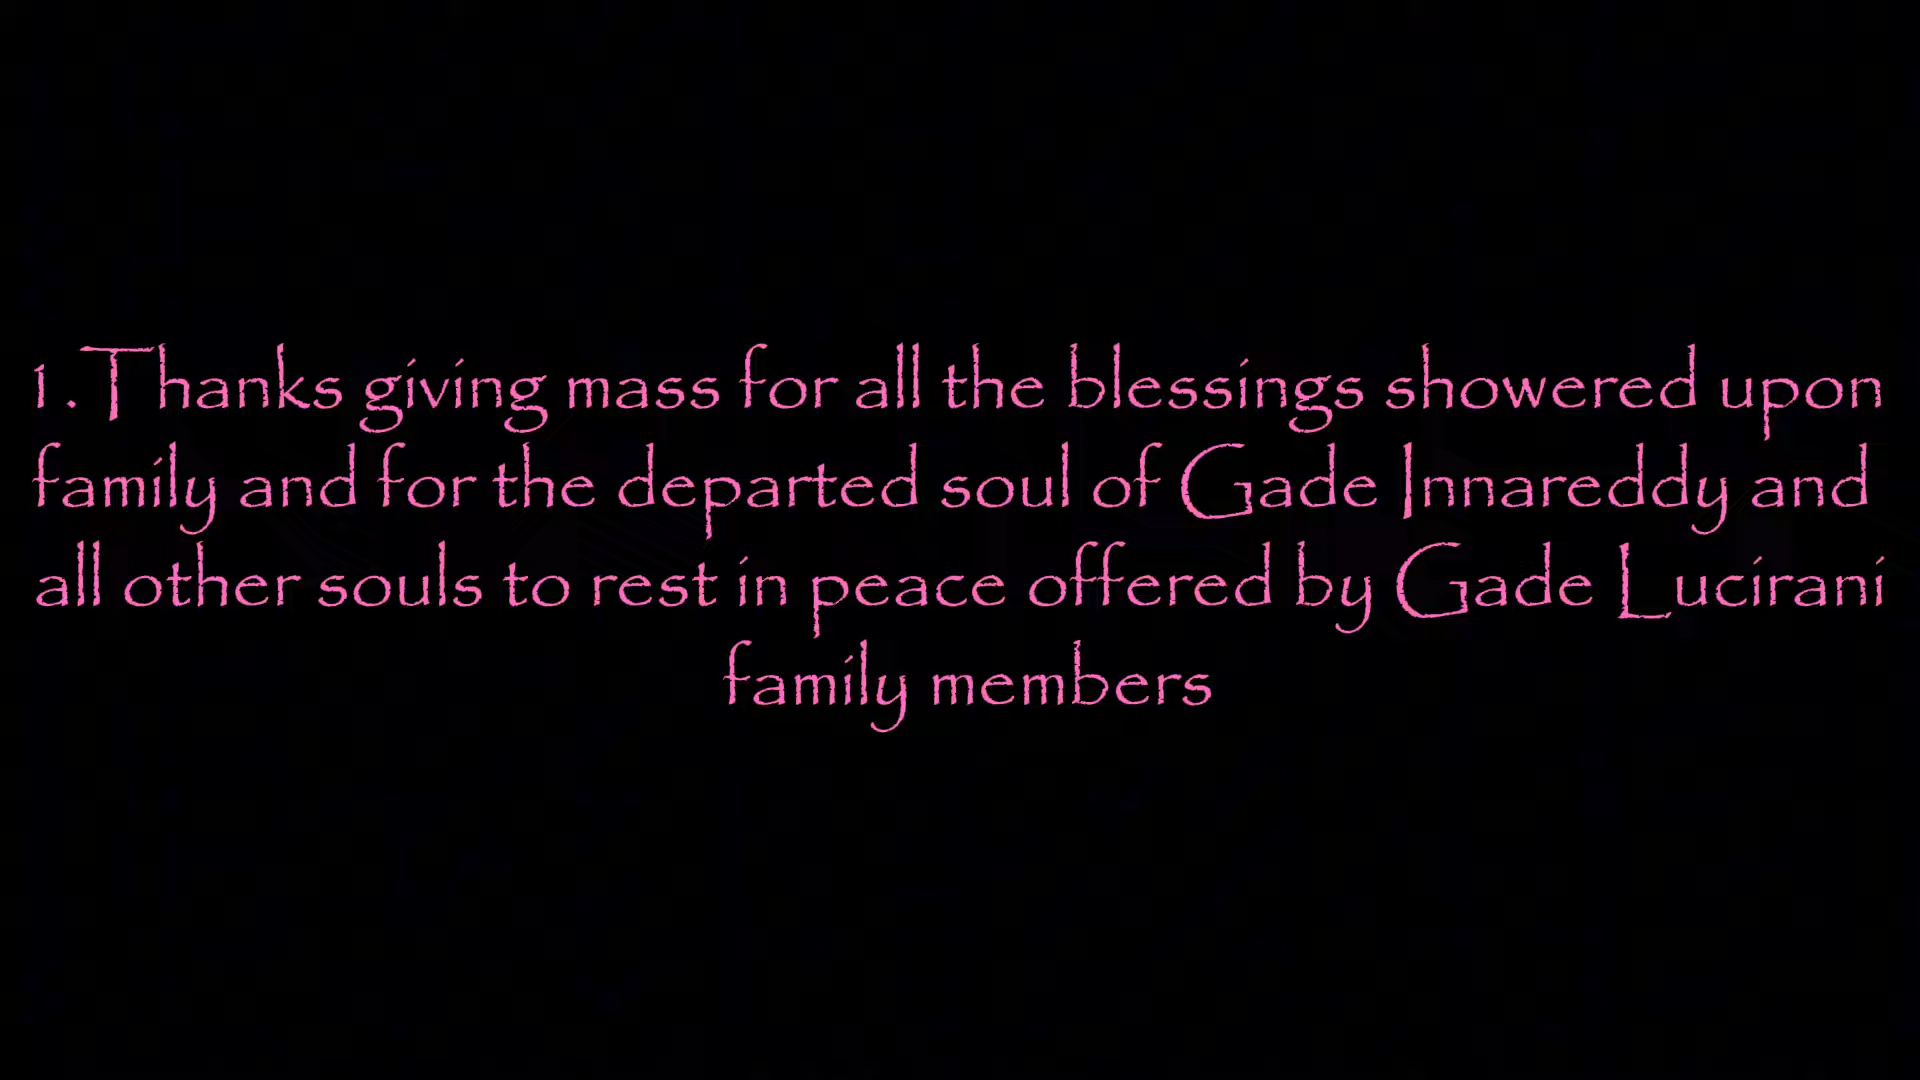 1.Thanks giving mass for all the blessings showered upon
family and for the departed soul of Gade Innareddy and
all other souls to rest in peace offered by Gade Lucirani
family members